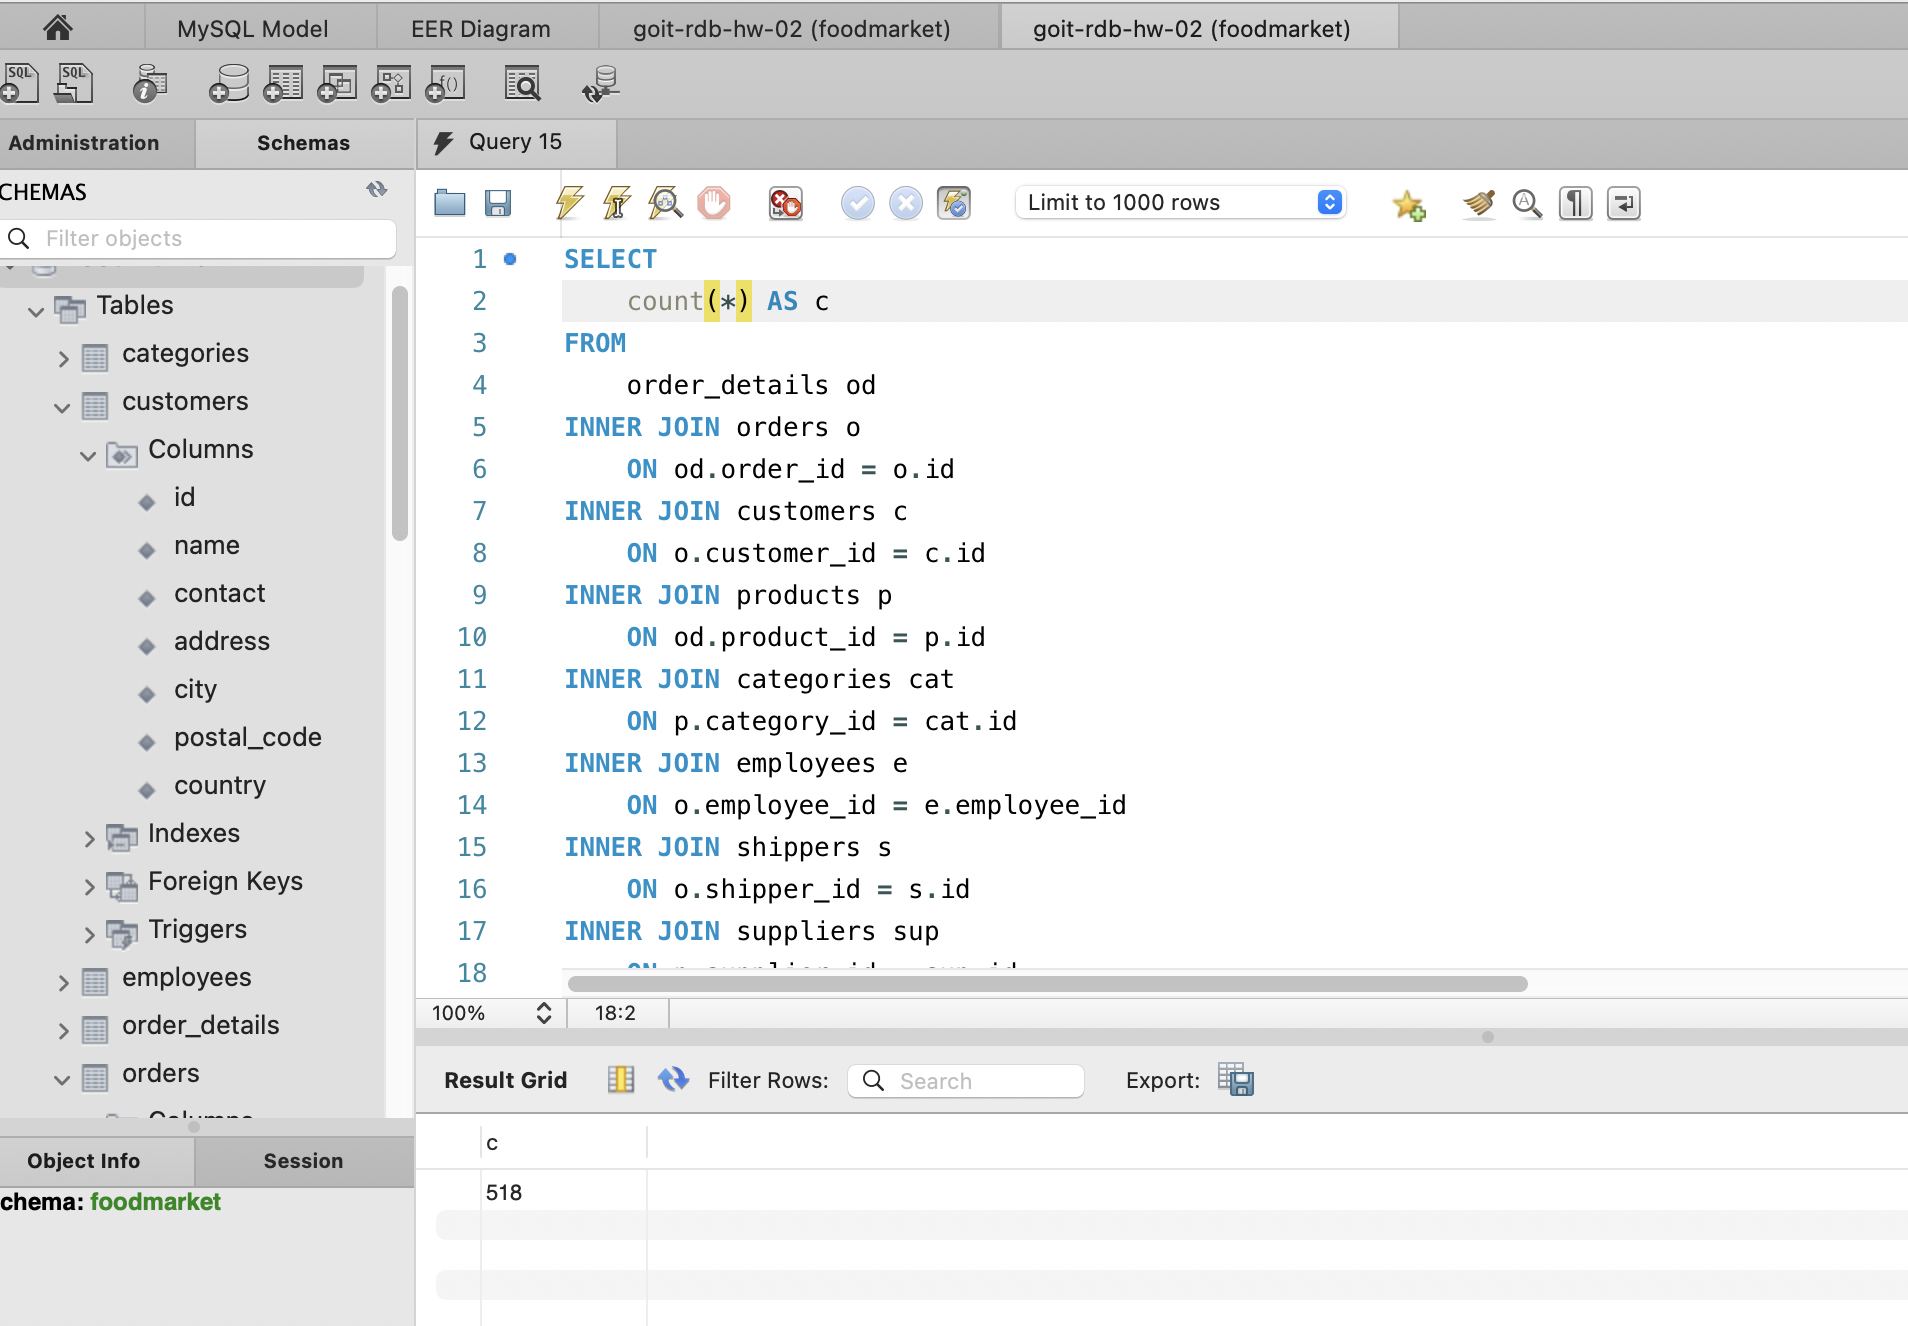 MySQL Model
EER Diagram
goit-rdb-hw-02 (foodmarket)
goit-rdb-hw-02 (foodmarket)
SQL
SQL
i
f()
Administration
Schemas
Query 15
CHEMAS
Filter objects
Limit to 1000 rows
Tables
categories
customers
Columns
id
name
contact
address
city
postal_code
country
Indexes
Foreign Keys
Triggers
employees
order_details
orders
Columns
1 SELECT
2 count(*) AS c
3 FROM
4 order_details od
5 INNER JOIN orders o
6 ON od.order_id = o.id
7 INNER JOIN customers c
8 ON o.customer_id = c.id
9 INNER JOIN products p
10 ON od.product_id = p.id
11 INNER JOIN categories cat
12 ON p.category_id = cat.id
13 INNER JOIN employees e
14 ON o.employee_id = e.employee_id
15 INNER JOIN shippers s
16 ON o.shipper_id = s.id
17 INNER JOIN suppliers sup
18
100%
18:2
Result Grid
Filter Rows:
Search
Export:
c
518
Object Info
Session
chema: foodmarket